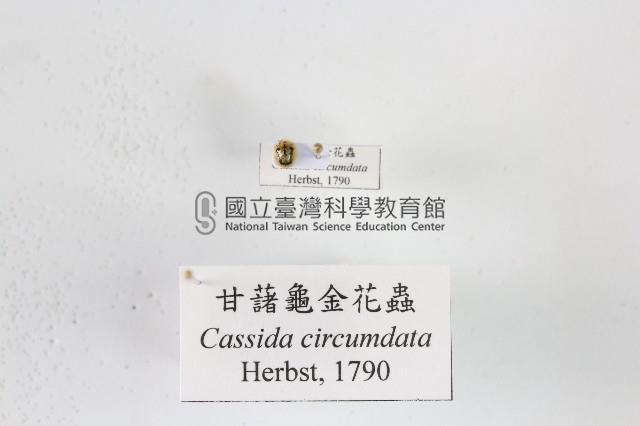 花蟲
cumdata
Herbst, 1790
國立臺灣科學教育館
National Taiwan Science Education Center
甘藷龜金花蟲
Cassida circumdata
Herbst, 1790